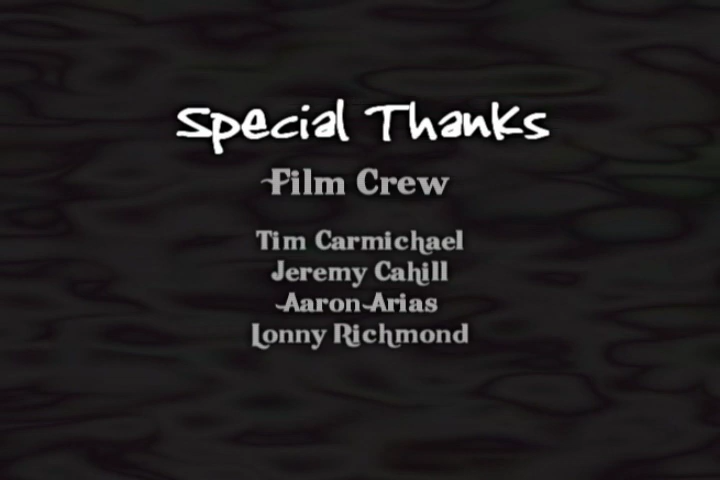 Special Thanks
Film Crew
Tim Carmichael
Jeremy Cahill
Aaron Arias
Lonny Richmond